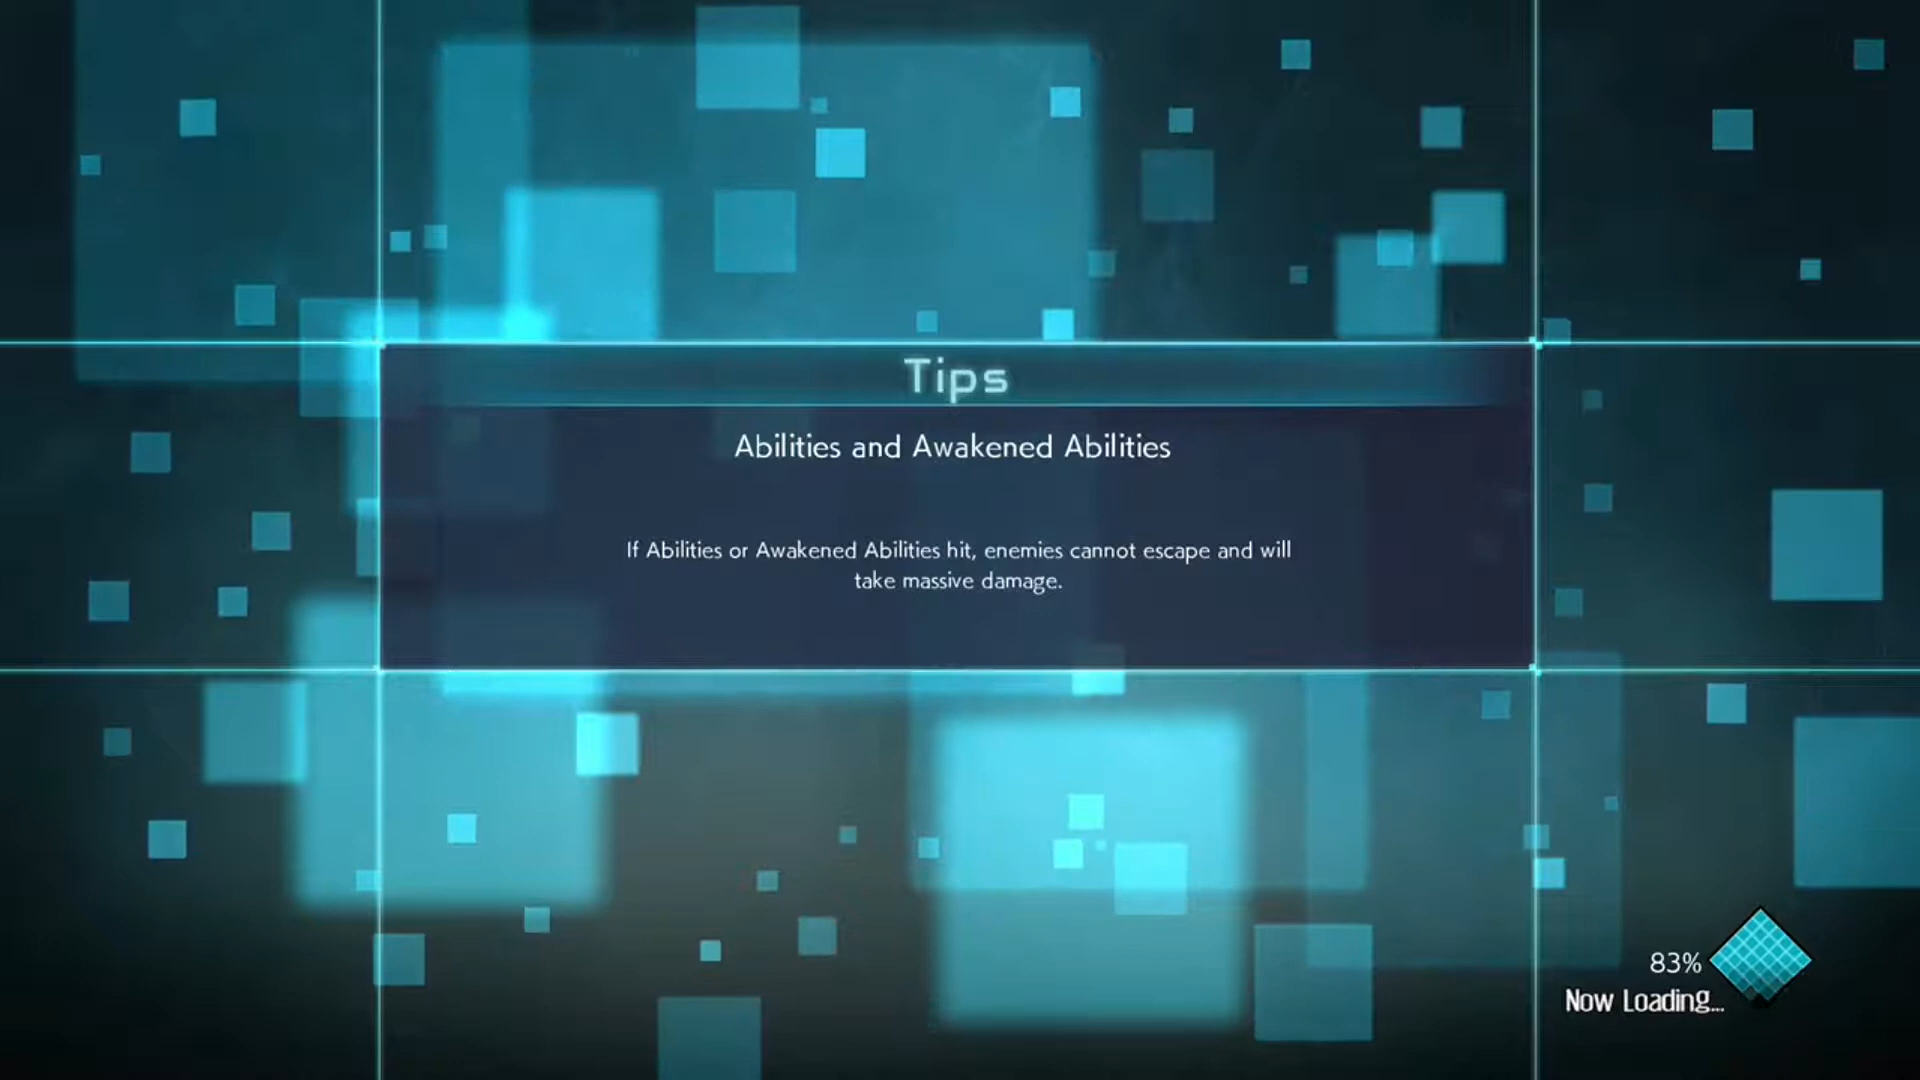 Tips
Abilities and Awakened Abilities
If Abilities or Awakened Abilities hit, enemies cannot escape and will
take massive damage.
83%
Now Loading...